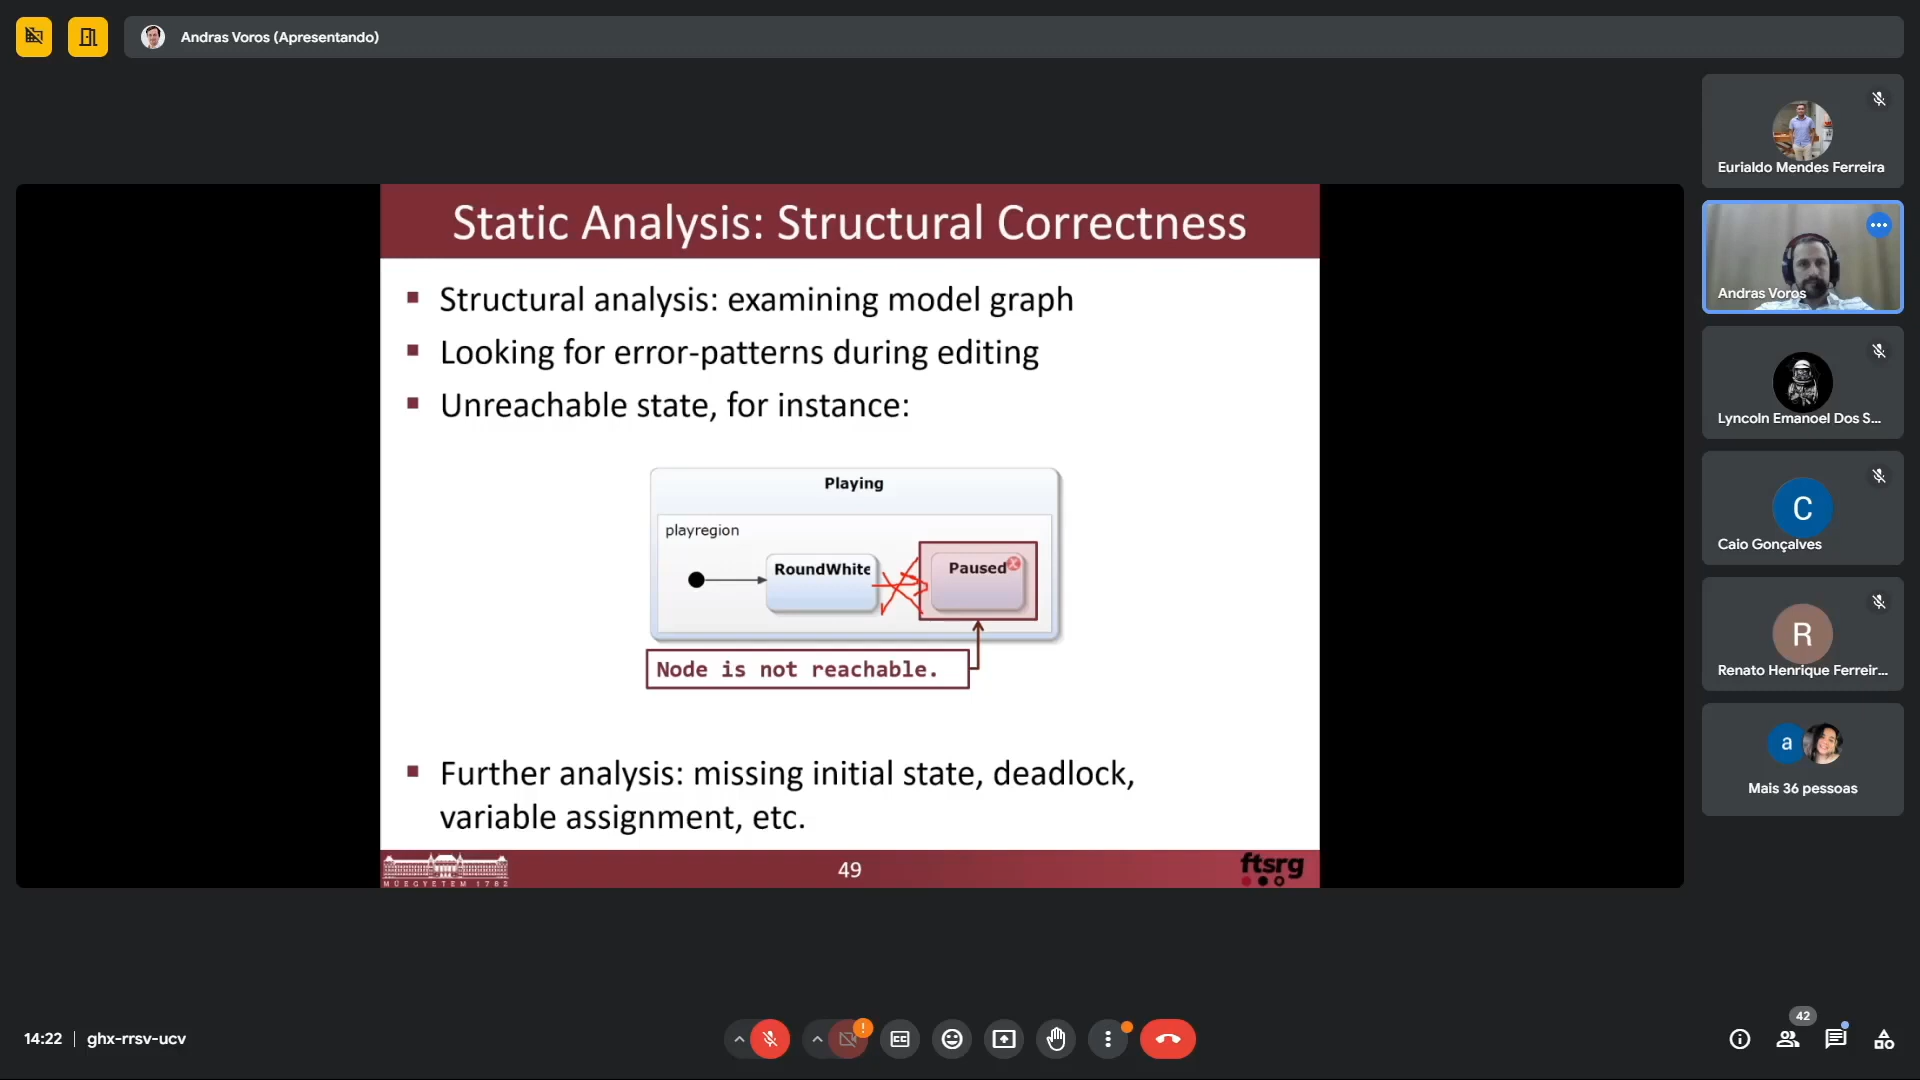 Andras Voros (Apresentando)
Static Analysis: Structural Correctness
Structural analysis: examining model graph
Looking for error-patterns during editing
Unreachable state, for instance:
Playing
playregion
RoundWhite
Paused
Node is not reachable.
Further analysis: missing initial state, deadlock,
variable assignment, etc.
MŰEGYETEM 1782
49
ftsrg
Eurialdo Mendes Ferreira
Andras Voros
Lyncoln Emanoel Dos S...
C
Caio Gonçalves
R
Renato Henrique Ferreir...
a
Mais 36 pessoas
14:22
ghx-rrsv-ucv
!
CC
42